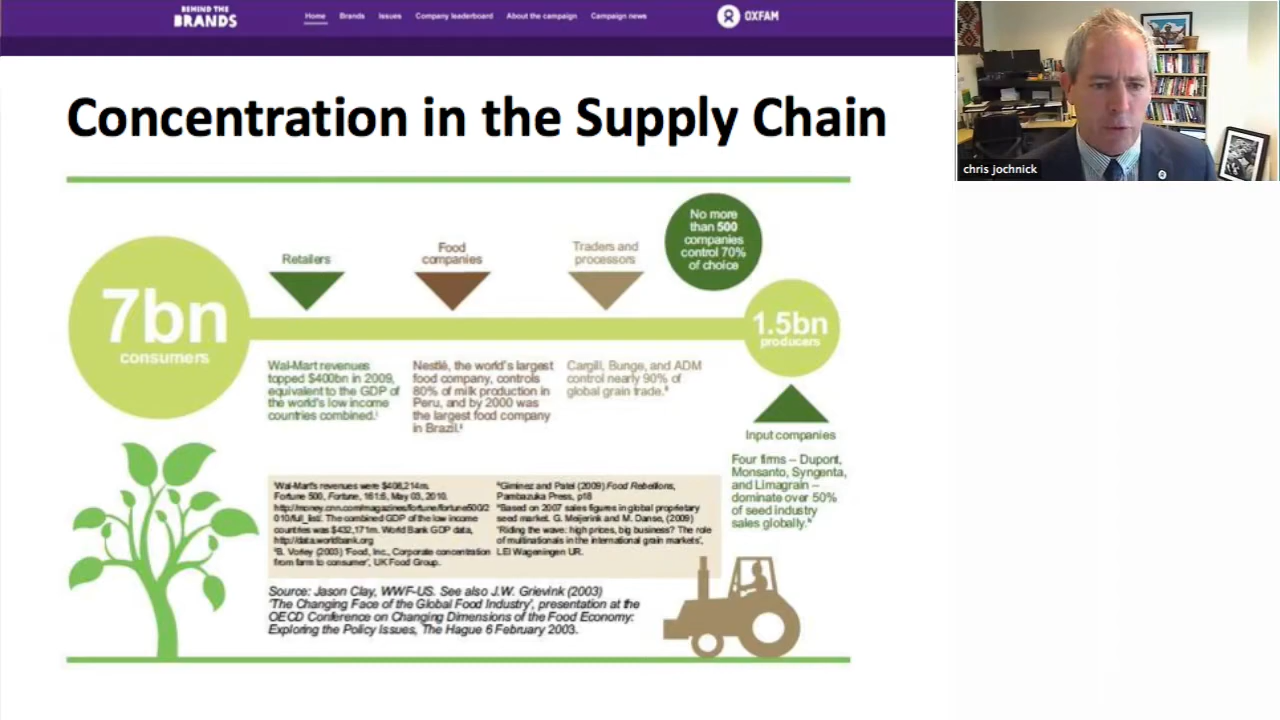 BEHIND THE
BRANDS
Home Brands Issues Company leaderboard About the campaign Campaign news
OXFAM
chris jochnick
Concentration in the Supply Chain
No more
than 500
companies
control 70%
of choice
Retailers
Food
companies
Traders and
processors
7bn
consumers
1.5bn
producers
Wal-Mart revenues
topped $400bn in 2009,
equivalent to the GDP of
the world's low income
countries combined.
Nestlé, the world's largest
food company, controls
80% of milk production in
Peru, and by 2000 was
the largest food company
in Brazil.
Cargill, Bunge, and ADM
control nearly 90% of
global grain trade.
Input companies
Four firms – Dupont,
Monsanto, Syngenta,
and Limagrain –
dominate over 50%
of seed industry
sales globally.
Wal-Mart's revenues were $408,214m.
Fortune 500, Fortune, 161:6, May 03, 2010.
http://money.cnn.com/magazines/fortune/fortune500/2
010/full_list/. The combined GDP of the low income
countries was $432,171m. World Bank GDP data,
http://data.worldbank.org
B. Vorley (2003) 'Food, Inc., Corporate concentration
from farm to consumer', UK Food Group.
Giminez and Patel (2009) Food Rebellions,
Pambazuka Press, p18
Based on 2007 sales figures in global proprietary
seed market. G. Meijerink and M. Danse, (2009)
'Riding the wave: high prices, big business? The role
of multinationals in the international grain markets',
LEI Wageningen UR.
Source: Jason Clay, WWF-US. See also J.W. Grievink (2003)
'The Changing Face of the Global Food Industry', presentation at the
OECD Conference on Changing Dimensions of the Food Economy:
Exploring the Policy Issues, The Hague 6 February 2003.